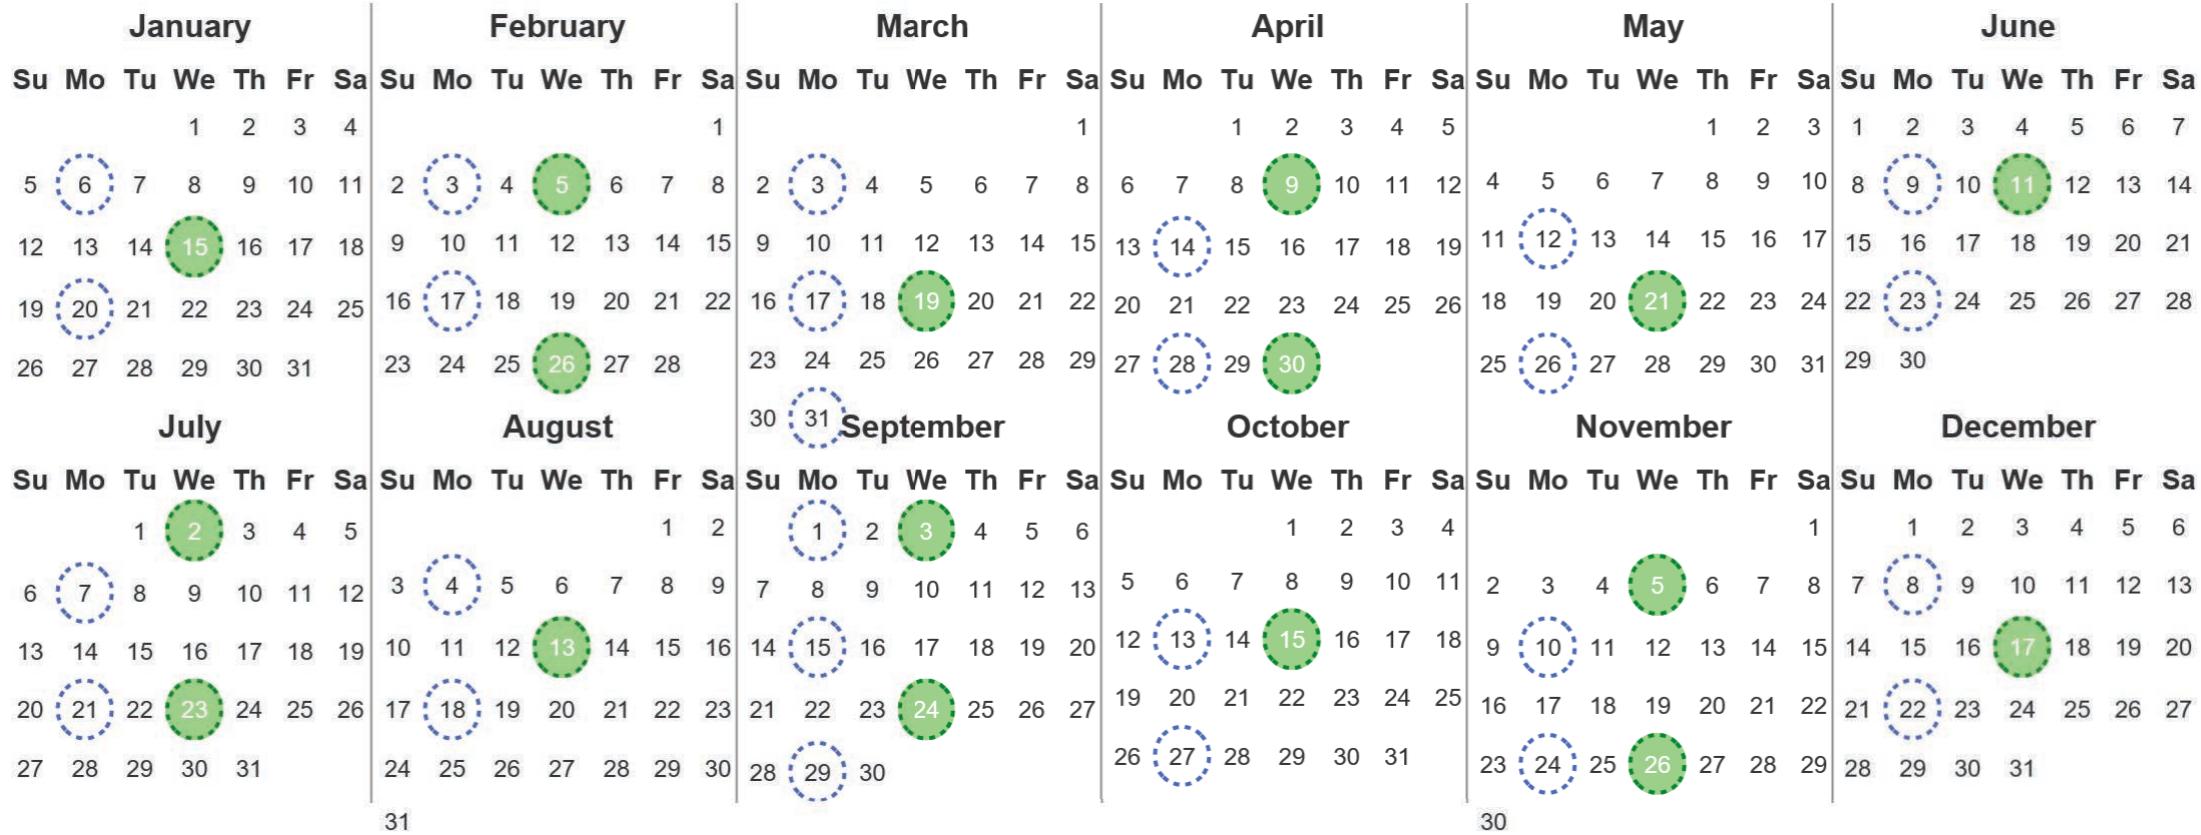 January February March April May June
Su Mo Tu We Th Fr Sa Su Mo Tu We Th Fr Sa Su Mo Tu We Th Fr Sa Su Mo Tu We Th Fr Sa Su Mo Tu We Th Fr Sa Su Mo Tu We Th Fr Sa
1 2 3 4 1 1 1 2 3 4 5 1 2 3 1 2 3 4 5 6 7
5 6 7 8 9 10 11 2 3 4 5 6 7 8 2 3 4 5 6 7 8 6 7 8 9 10 11 12 4 5 6 7 8 9 10 8 9 10 11 12 13 14
12 13 14 15 16 17 18 9 10 11 12 13 14 15 9 10 11 12 13 14 15 13 14 15 16 17 18 19 11 12 13 14 15 16 17 15 16 17 18 19 20 21
19 20 21 22 23 24 25 16 17 18 19 20 21 22 16 17 18 19 20 21 22 20 21 22 23 24 25 26 18 19 20 21 22 23 24 22 23 24 25 26 27 28
26 27 28 29 30 31 23 24 25 26 27 28 23 24 25 26 27 28 29 27 28 29 30 25 26 27 28 29 30 31 29 30
30 31
July August September October November December
Su Mo Tu We Th Fr Sa Su Mo Tu We Th Fr Sa Su Mo Tu We Th Fr Sa Su Mo Tu We Th Fr Sa Su Mo Tu We Th Fr Sa Su Mo Tu We Th Fr Sa
1 2 3 4 5 1 2 1 2 3 4 5 6 1 2 3 4 1 1 2 3 4 5 6
6 7 8 9 10 11 12 3 4 5 6 7 8 9 7 8 9 10 11 12 13 5 6 7 8 9 10 11 2 3 4 5 6 7 8 7 8 9 10 11 12 13
13 14 15 16 17 18 19 10 11 12 13 14 15 16 14 15 16 17 18 19 20 12 13 14 15 16 17 18 9 10 11 12 13 14 15 14 15 16 17 18 19 20
20 21 22 23 24 25 26 17 18 19 20 21 22 23 21 22 23 24 25 26 27 19 20 21 22 23 24 25 16 17 18 19 20 21 22 21 22 23 24 25 26 27
27 28 29 30 31 24 25 26 27 28 29 30 28 29 30 26 27 28 29 30 31 23 24 25 26 27 28 29 28 29 30 31
31 30